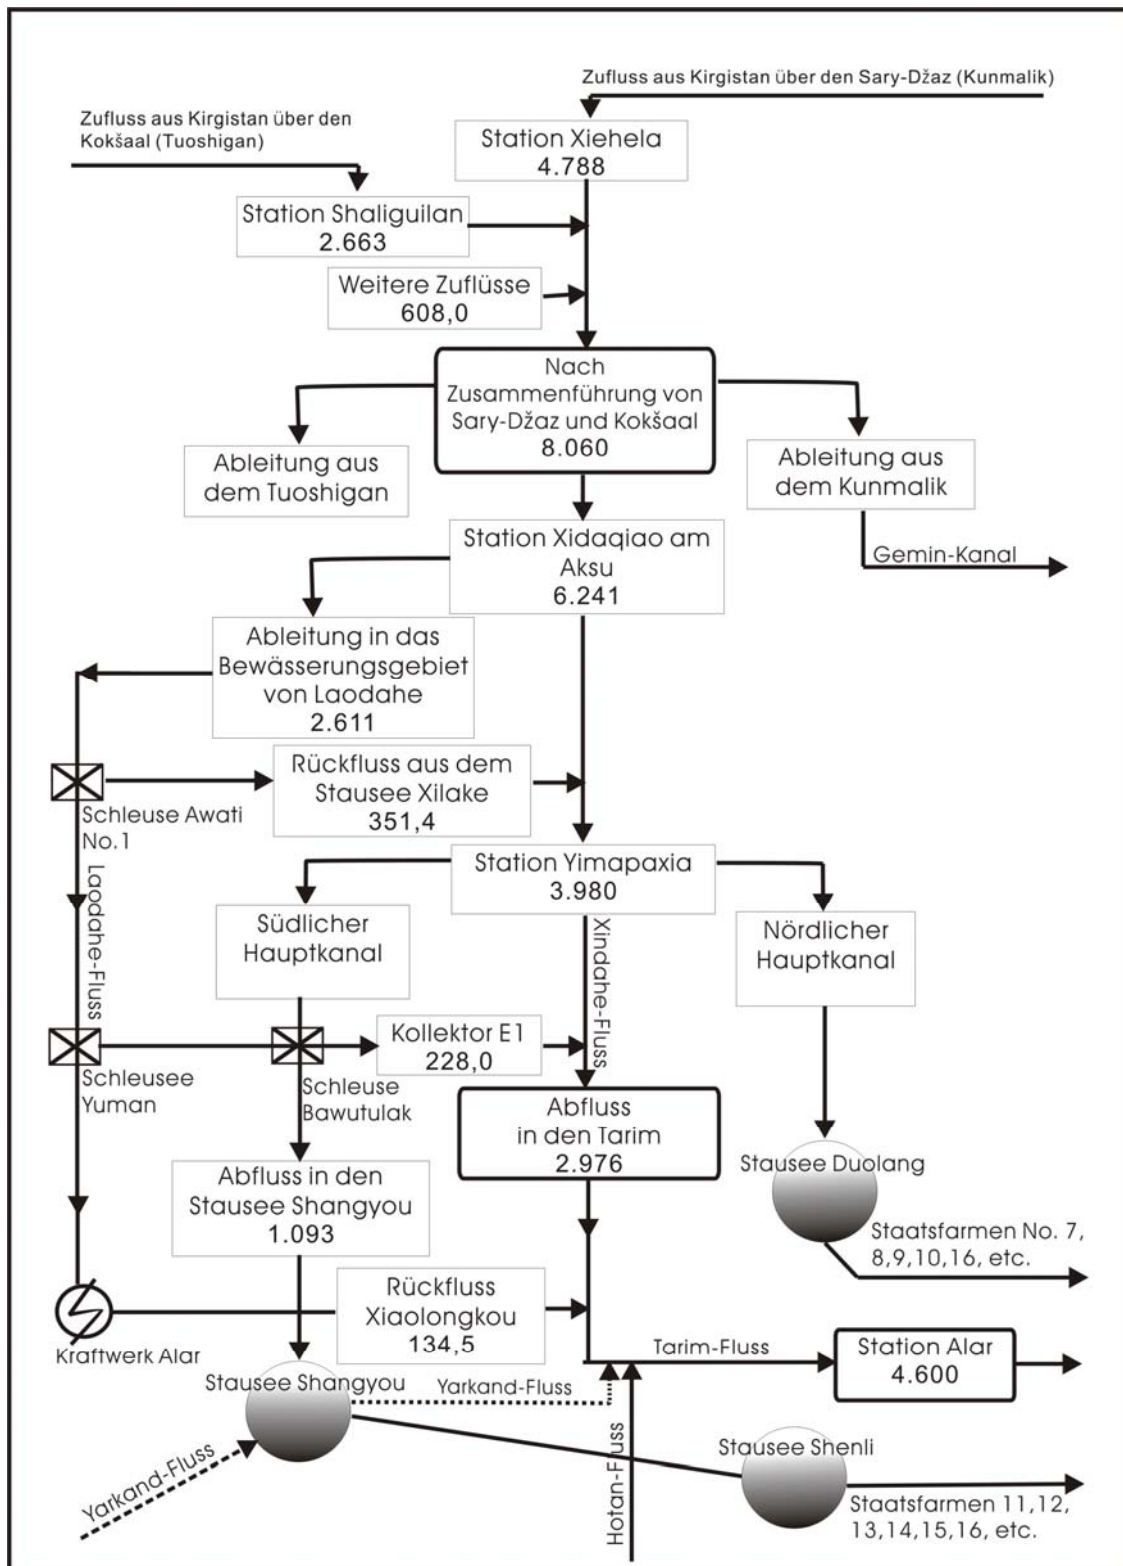 Zufluss aus Kirgistan über den Sary-Džaz (Kunmalik)
Zufluss aus Kirgistan über den
Kokšaal (Tuoshigan)
Station Xiehela
4.788
Station Shaliguilan
2.663
Weitere Zuflüsse
608,0
Nach
Zusammenführung von
Sary-Džaz und Kokšaal
8.060
Ableitung aus
dem Tuoshigan
Ableitung aus
dem Kunmalik
Gemin-Kanal
Station Xidaqiao am
Aksu
6.241
Ableitung in das
Bewässerungsgebiet
von Laodahe
2.611
Rückfluss aus dem
Stausee Xilake
351,4
Schleuse Awati
No.1
Laodahe-Fluss
Station Yimapaxia
3.980
Südlicher
Hauptkanal
Xindahe-Fluss
Nördlicher
Hauptkanal
Kollektor E1
228,0
Schleusee
Yuman
Schleuse
Bawutulak
Abfluss
in den Tarim
2.976
Stausee Duolang
Abfluss in den
Stausee Shangyou
1.093
Staatsfarmen No. 7,
8,9,10,16, etc.
Rückfluss
Xiaolongkou
134,5
Kraftwerk Alar
Tarim-Fluss
Station Alar
4.600
Stausee Shangyou
Yarkand-Fluss
Yarkand-Fluss
Hotan-Fluss
Stausee Shenli
Staatsfarmen 11,12,
13,14,15,16, etc.